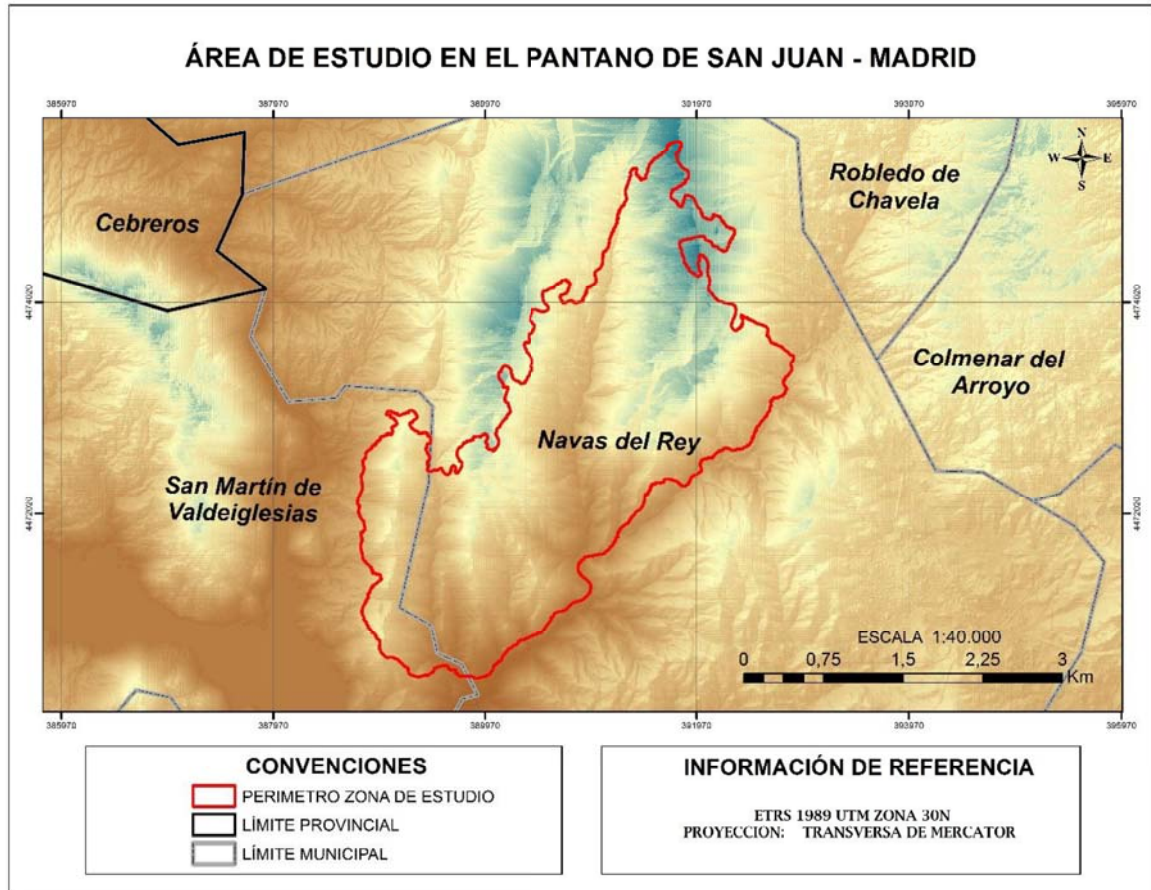 ÁREA DE ESTUDIO EN EL PANTANO DE SAN JUAN - MADRID
385970 387970 389970 391970 393970 395970
N
W E
S
Robledo de
Chavela
Cebreros
4474020 4474020
Colmenar del
Arroyo
Navas del Rey
San Martín de
Valdeiglesias
4472020 4472020
ESCALA 1:40.000
0 0,75 1,5 2,25 3
Km
385970 387970 389970 391970 393970 395970
CONVENCIONES
PERIMETRO ZONA DE ESTUDIO
LÍMITE PROVINCIAL
LÍMITE MUNICIPAL
INFORMACIÓN DE REFERENCIA
ETRS 1989 UTM ZONA 30N
PROYECCION: TRANSVERSA DE MERCATOR